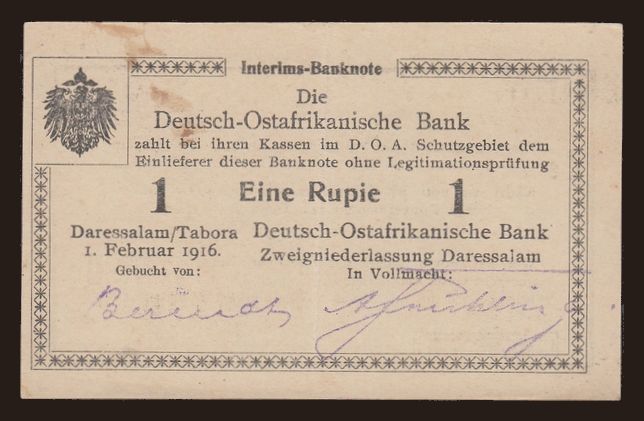 Interims-Banknote
Die
Deutsch-Ostafrikanische Bank
zahlt bei ihren Kassen im D. O. A. Schutzgebiet dem
Einlieferer dieser Banknote ohne Legitimationsprüfung
1 Eine Rupie 1
Daressalam/Tabora
1. Februar 1916.
Gebucht von:
Deutsch-Ostafrikanische Bank
Zweigniederlassung Daressalam
In Vollmacht: